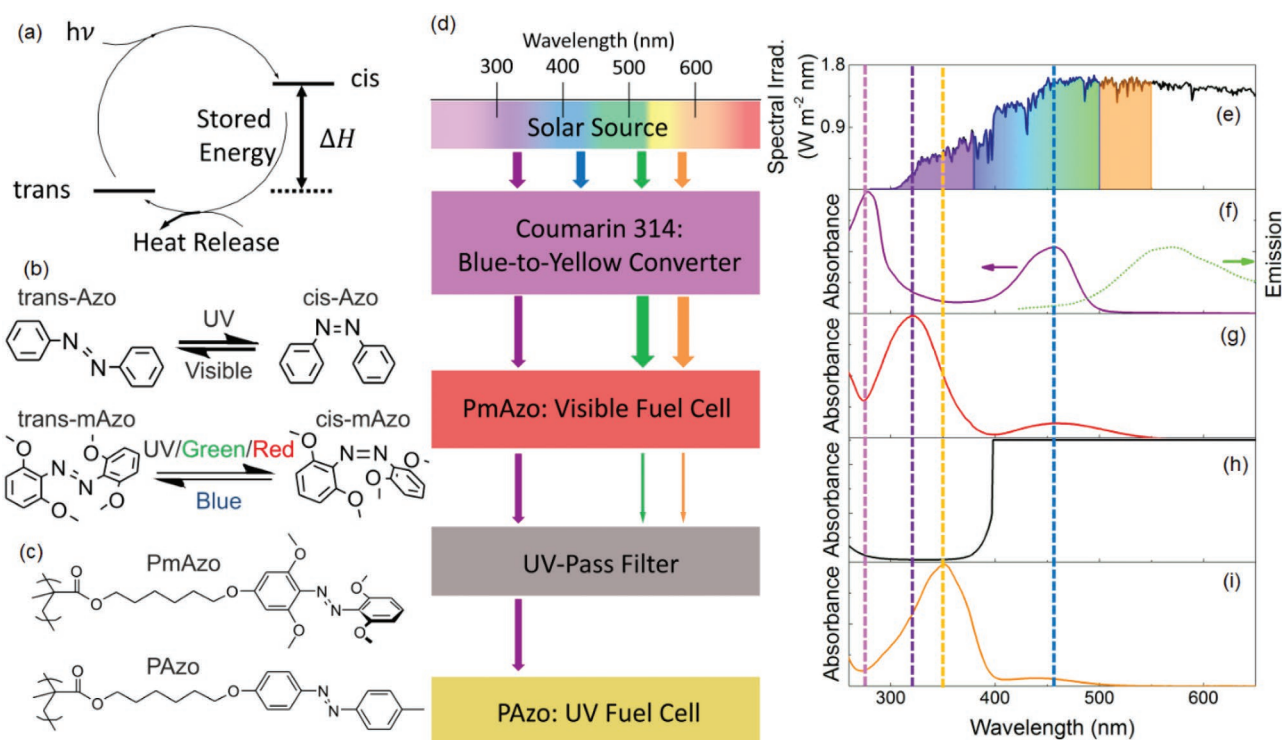 (a)
hν
cis
Stored
Energy
ΔH
trans
Heat Release
(b)
trans-Azo
cis-Azo
N
N
N=N
UV
Visible
trans-mAzo
cis-mAzo
O
O
N
N
O
O
UV/Green/Red
Blue
O
N=N
O
O
O
(c)
PmAzo
O
O
O
O
O
N
N
O
O
PAzo
O
O
O
N
N
(d)
Wavelength (nm)
300 400 500 600
Solar Source
Coumarin 314:
Blue-to-Yellow Converter
PmAzo: Visible Fuel Cell
UV-Pass Filter
PAzo: UV Fuel Cell
Spectral Irrad.
(W m-2 nm)
1.8
0.9
(e)
Absorbance
(f)
Emission
Absorbance
(g)
Absorbance
(h)
Absorbance
(i)
300 400 500 600
Wavelength (nm)